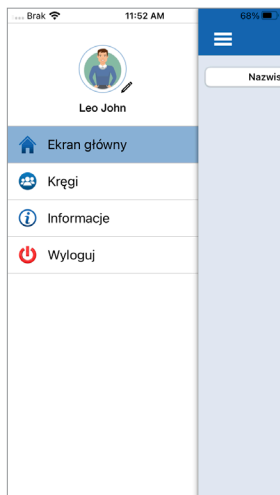 Brak 11:52 AM 68%
Leo John
Nazwis
Ekran główny
Kręgi
Informacje
Wyloguj